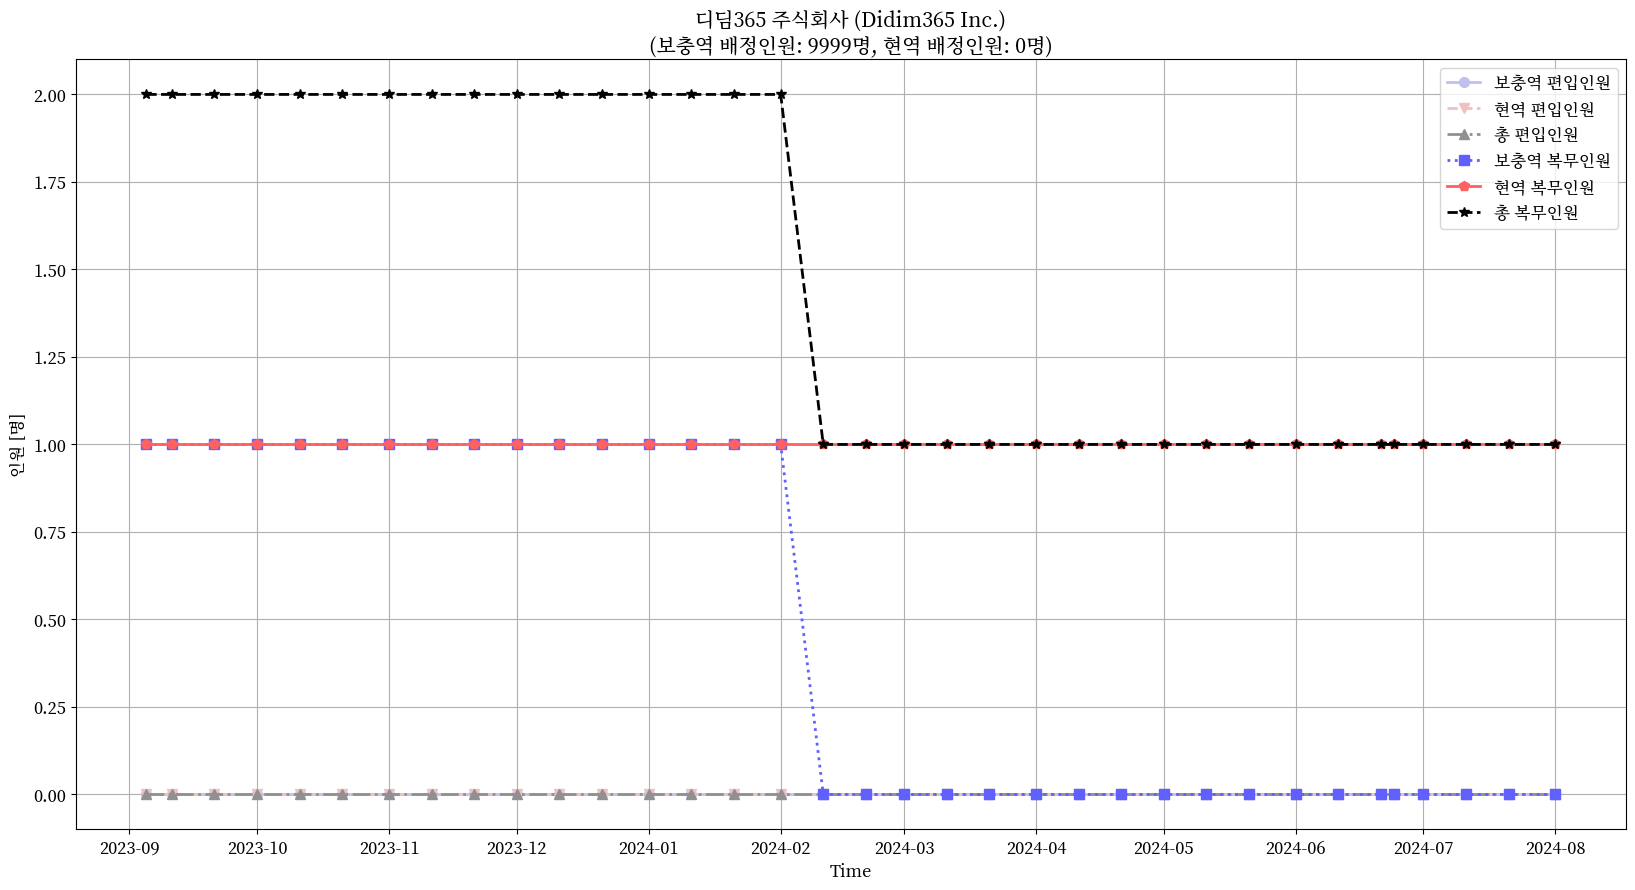 디딤365 주식회사 (Didim365 Inc.)
(보충역 배정인원: 9999명, 현역 배정인원: 0명)
보충역 편입인원
현역 편입인원
총 편입인원
보충역 복무인원
현역 복무인원
총 복무인원
인원 [명]
2.00
1.75
1.50
1.25
1.00
0.75
0.50
0.25
0.00
2023-09 2023-10 2023-11 2023-12 2024-01 2024-02 2024-03 2024-04 2024-05 2024-06 2024-07 2024-08
Time